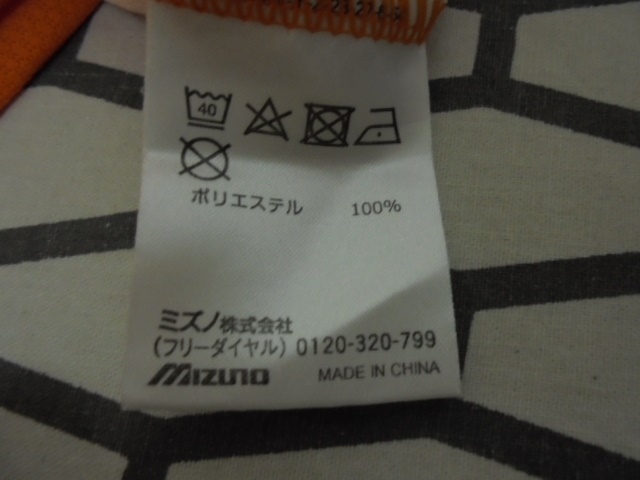 40
ポリエステル 100%
ミズノ株式会社
(フリーダイヤル) 0120-320-799
MIZUNO MADE IN CHINA